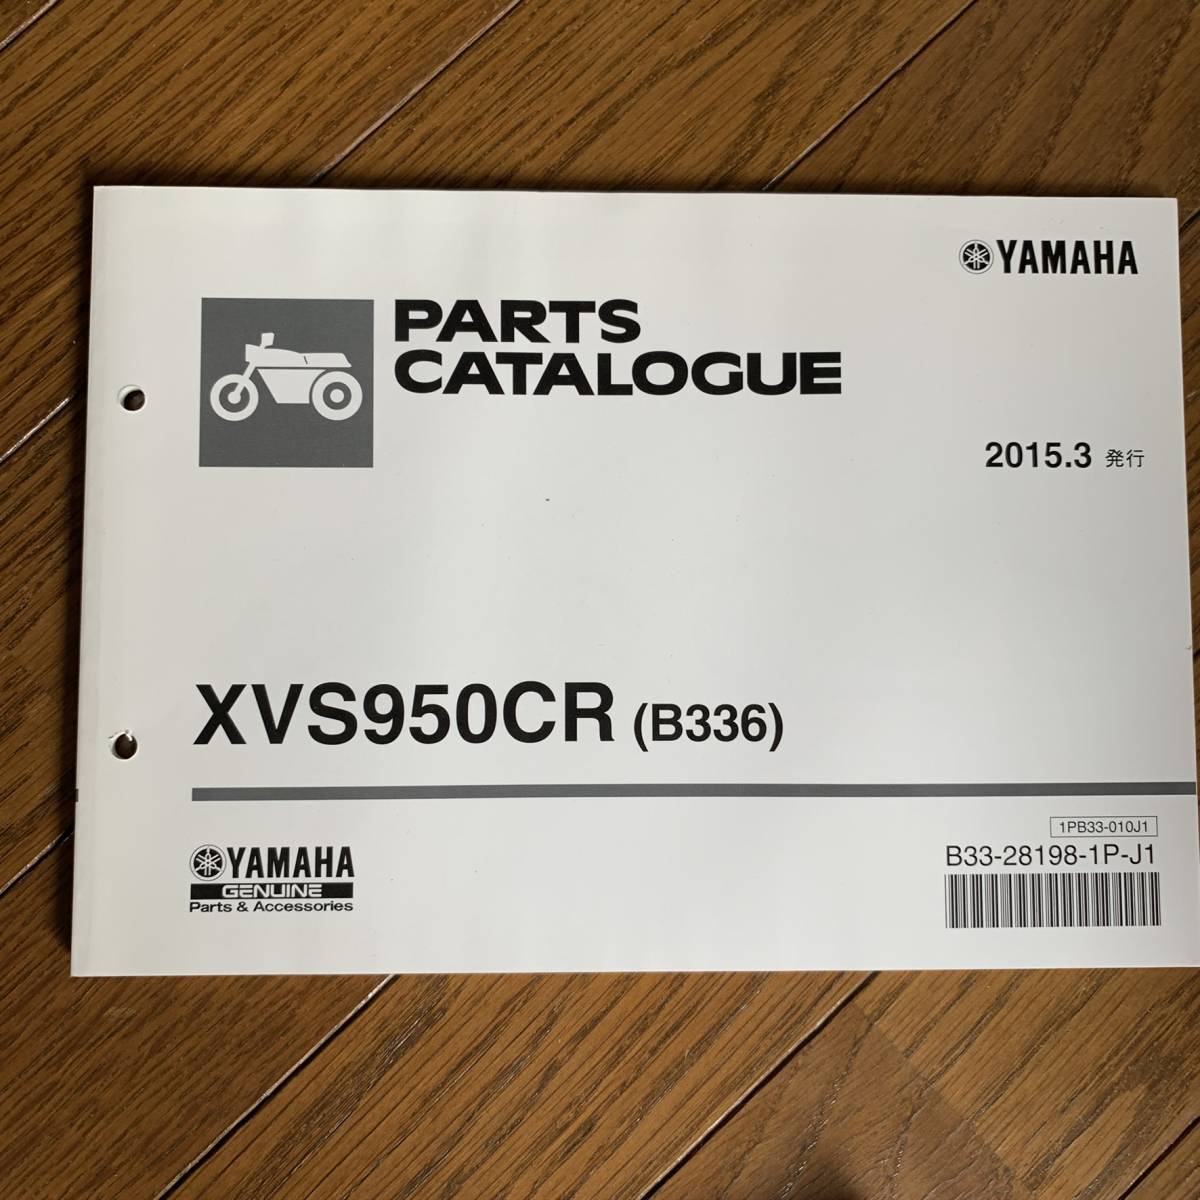 YAMAHA
PARTS
CATALOGUE
2015.3 発行
XVS950CR (B336)
YAMAHA
GENUINE
Parts & Accessories
1PB33-010J1
B33-28198-1P-J1